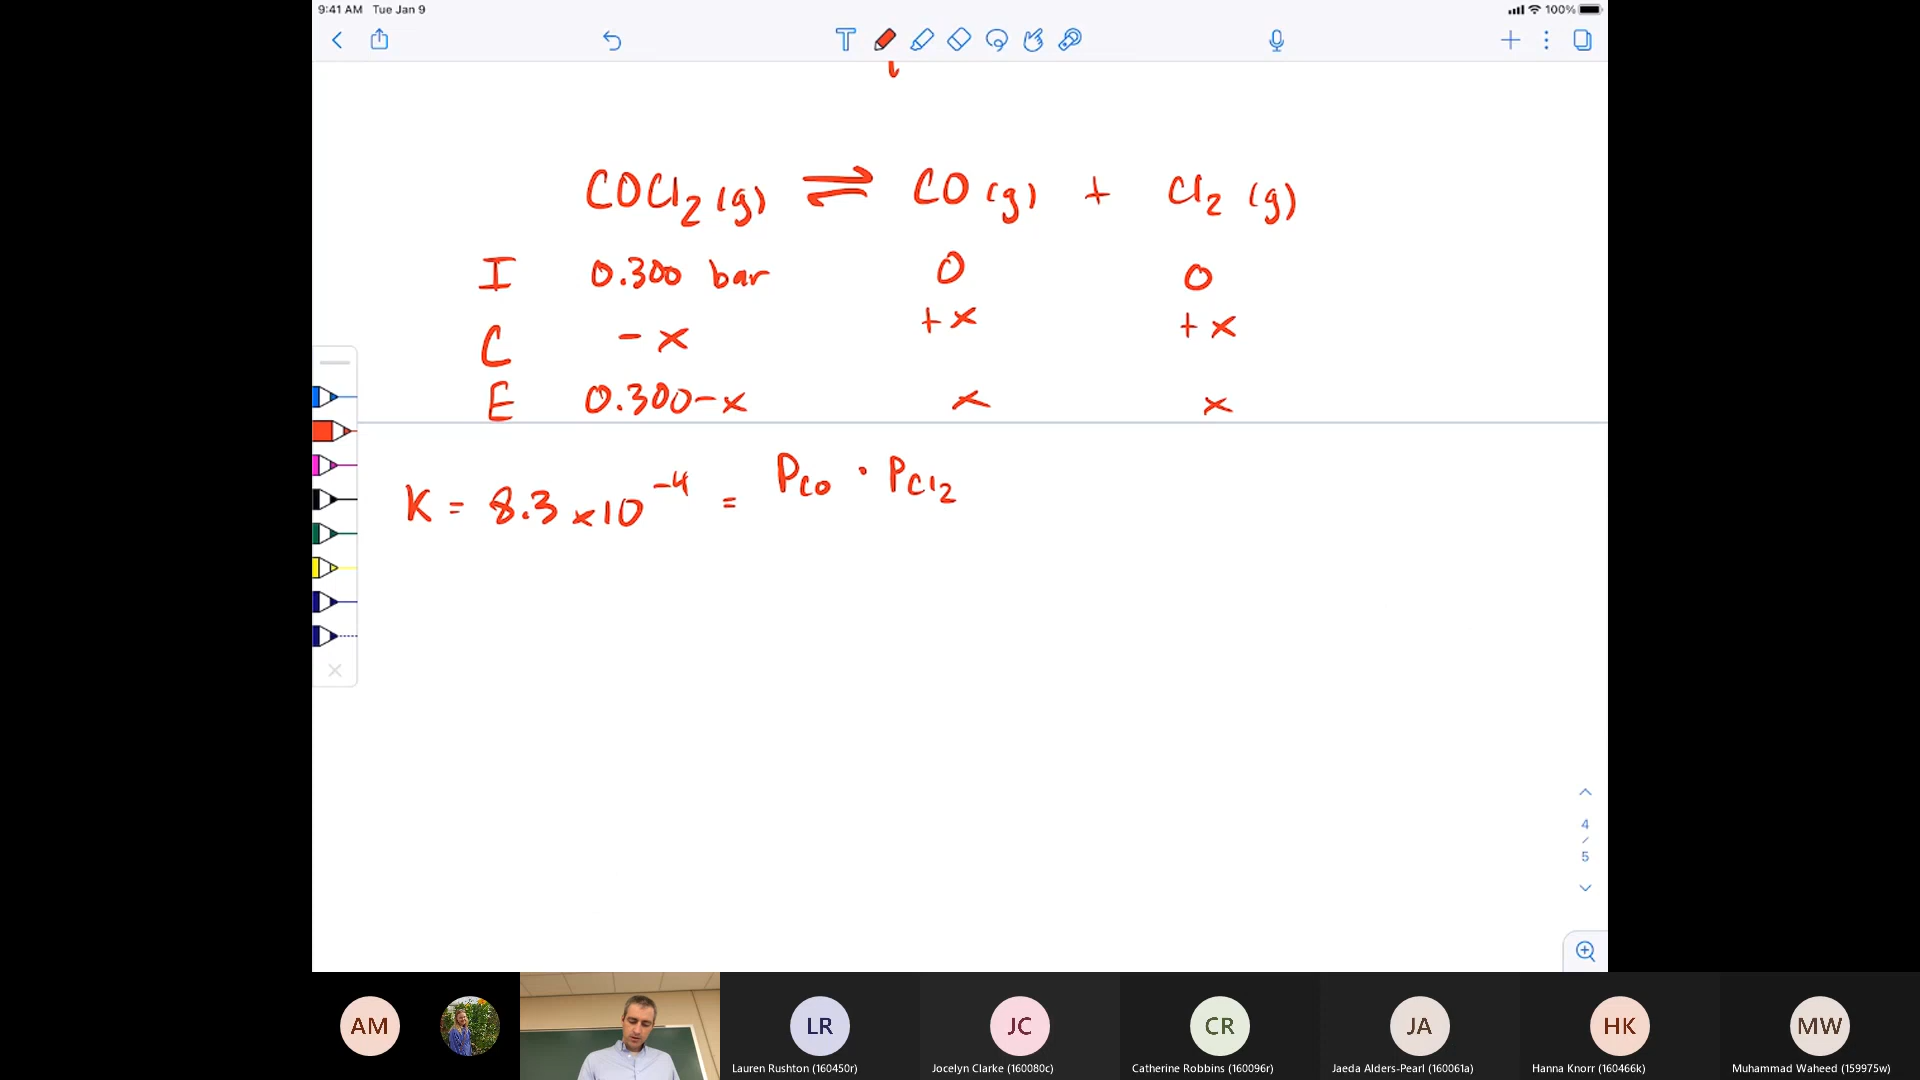 9:41 AM Tue Jan 9
100%
COCl2 (g) ⇌ CO (g) + Cl2 (g)
I 0.300 bar 0 0
C - x + x + x
E 0.300-x x x
K = 8.3 x10^-4 = PCO · PCl2
4
/
5
AM LR JC CR JA HK MW
Lauren Rushton (160450r) Jocelyn Clarke (160080c) Catherine Robbins (160096r) Jaeda Alders-Pearl (160061a) Hanna Knorr (160466k) Muhammad Waheed (159975w)